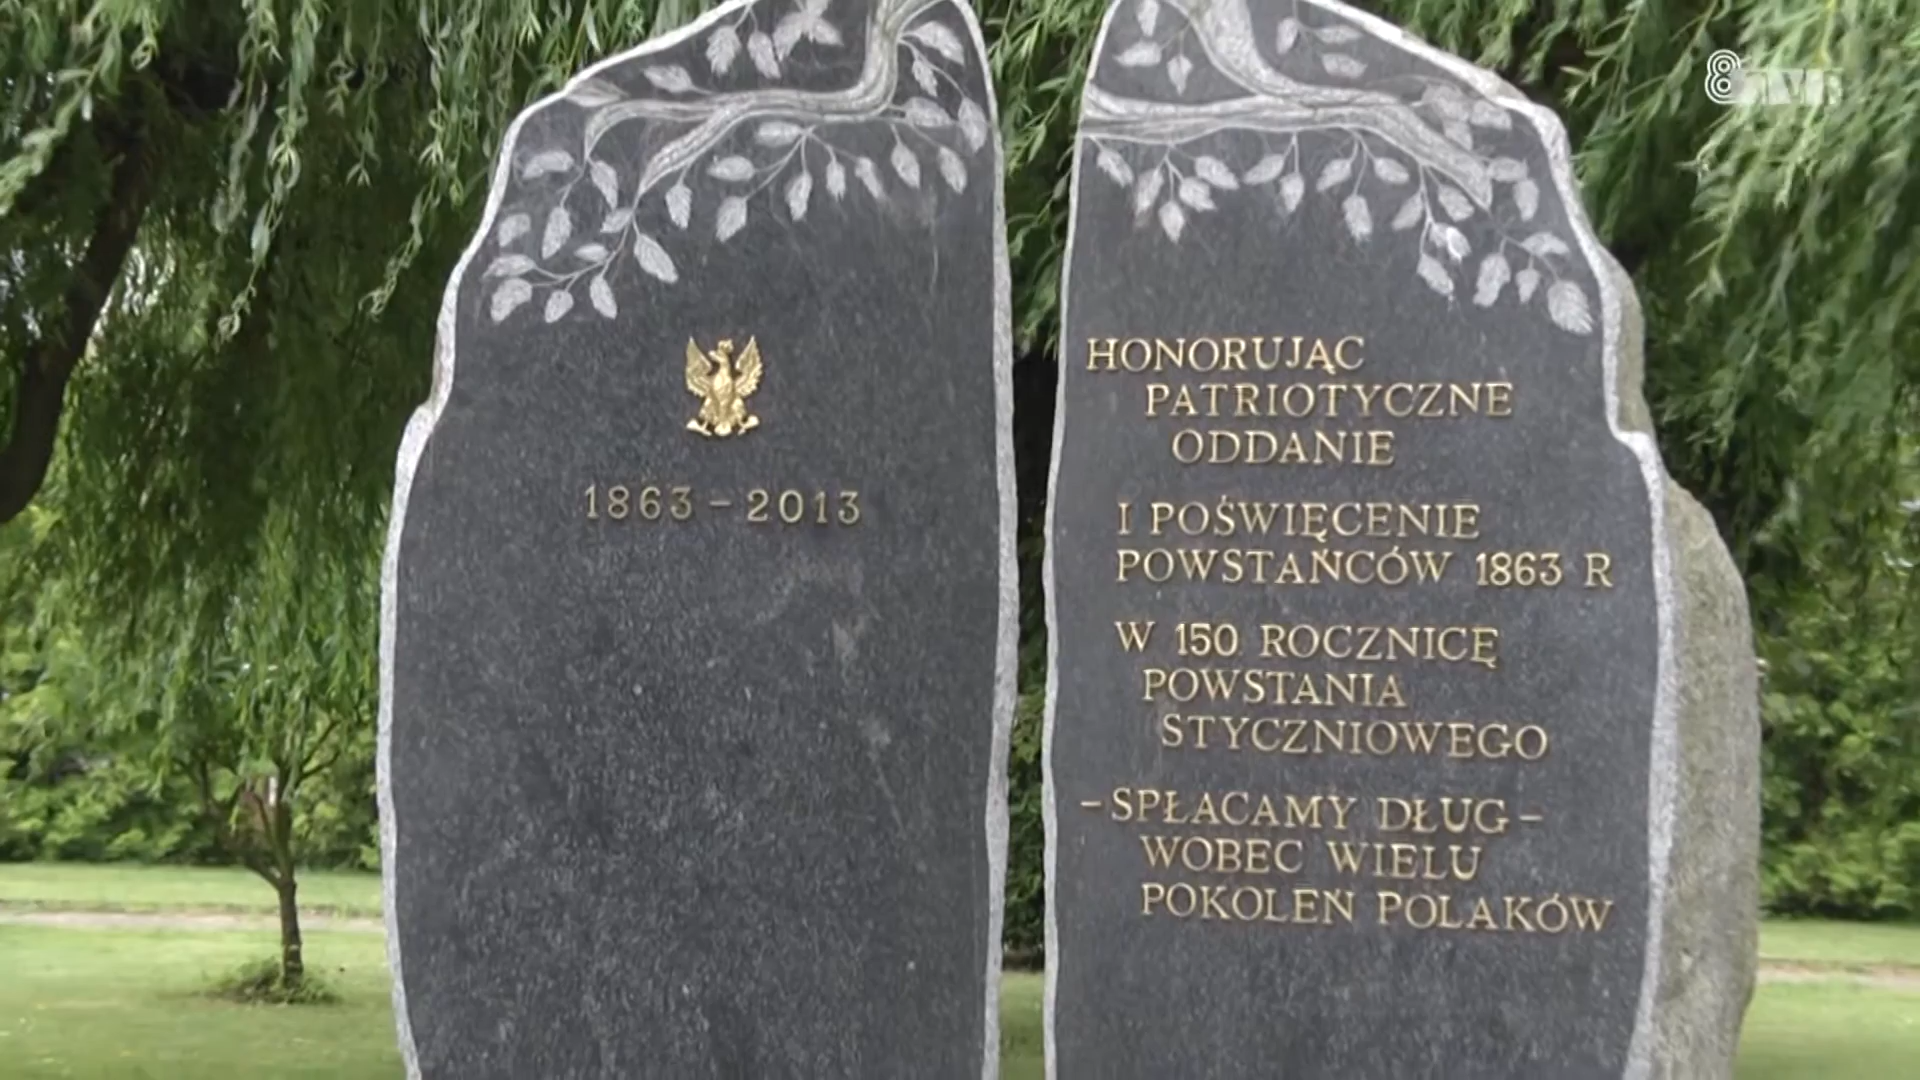 1863 – 2013
HONORUJĄC
PATRIOTYCZNE
ODDANIE
I POŚWIĘCENIE
POWSTAŃCÓW 1863 R
W 150 ROCZNICĘ
POWSTANIA
STYCZNIOWEGO
– SPŁACAMY DŁUG –
WOBEC WIELU
POKOLEŃ POLAKÓW